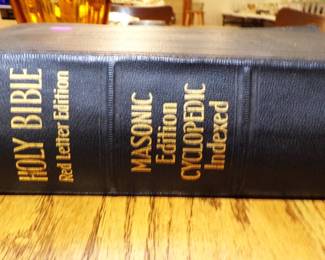 HOLY BIBLE
Red Letter Edition
MASONIC
Edition
CYCLOPEDIC
Indexed